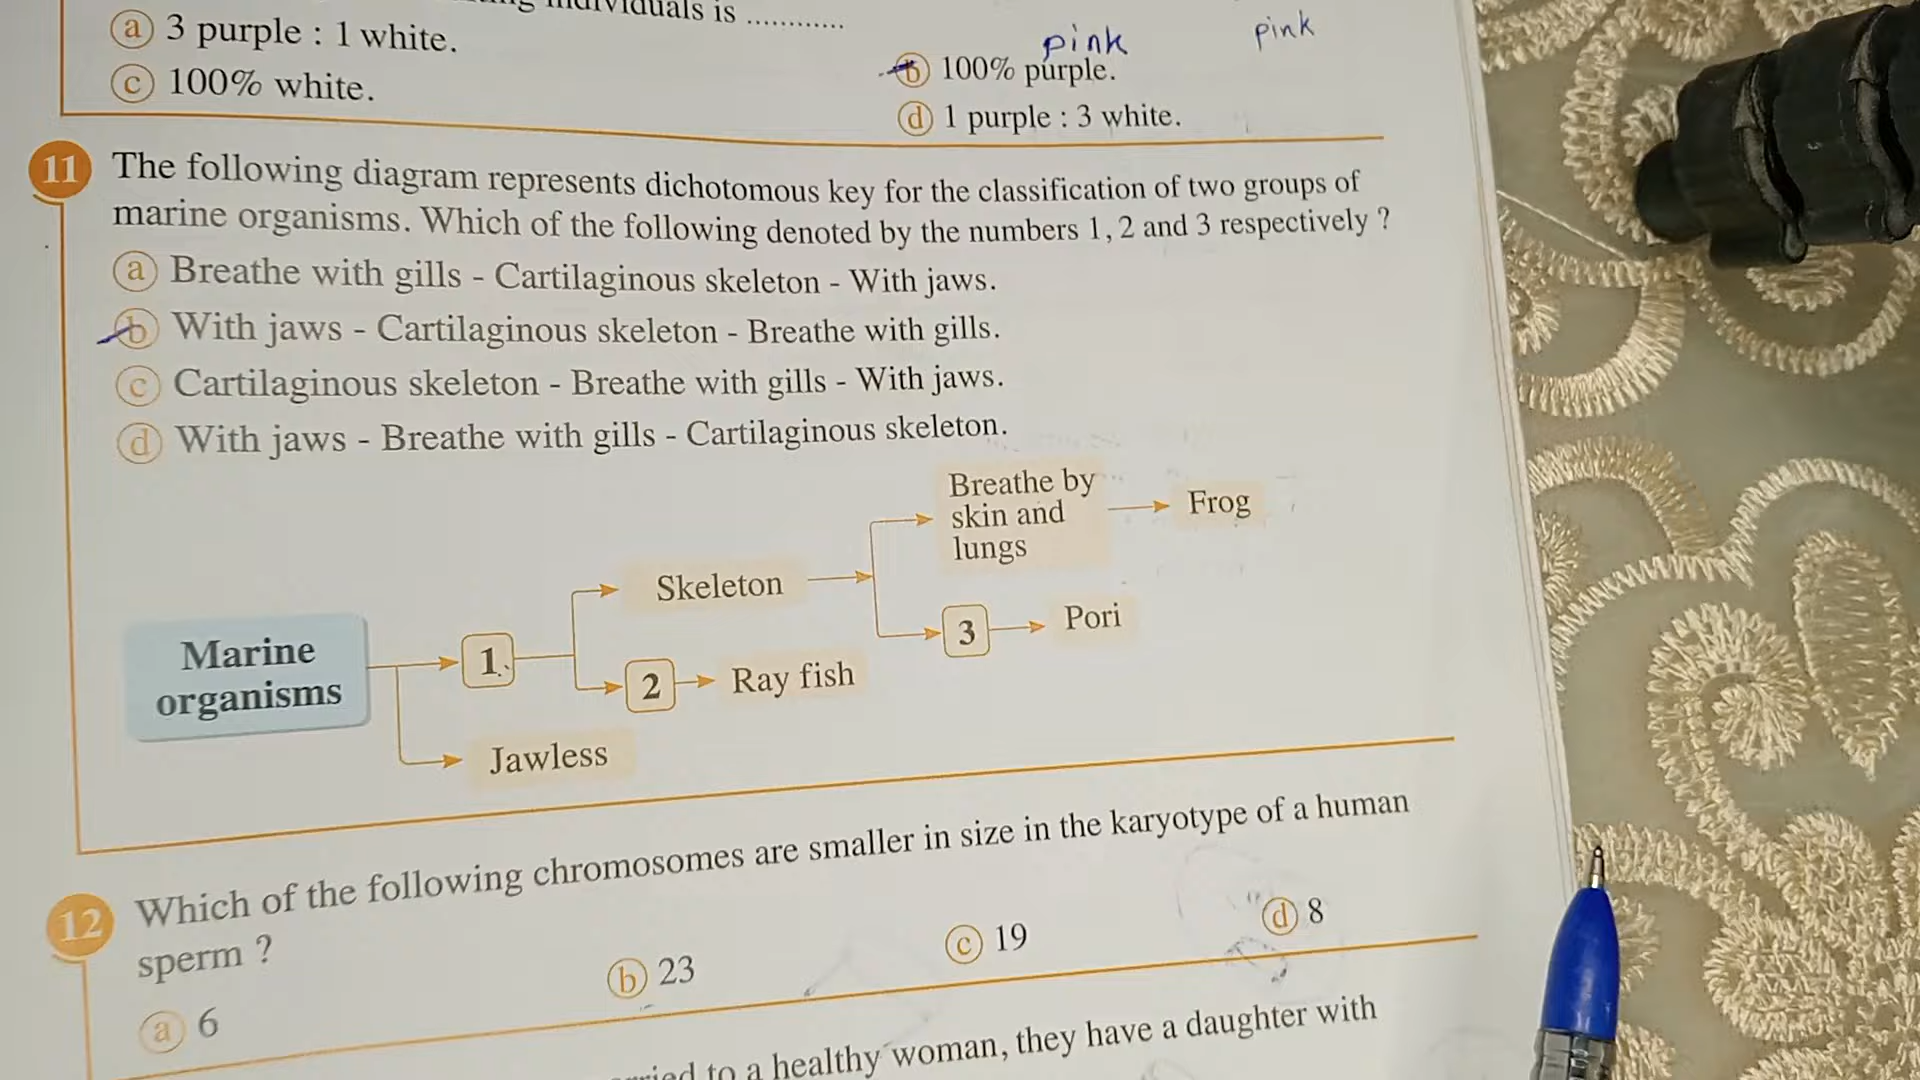 individuals is ............
a 3 purple : 1 white.
pink
pink
b 100% purple.
c 100% white.
d 1 purple : 3 white.
11 The following diagram represents dichotomous key for the classification of two groups of
marine organisms. Which of the following denoted by the numbers 1, 2 and 3 respectively ?
a Breathe with gills - Cartilaginous skeleton - With jaws.
b With jaws - Cartilaginous skeleton - Breathe with gills.
c Cartilaginous skeleton - Breathe with gills - With jaws.
d With jaws - Breathe with gills - Cartilaginous skeleton.
Breathe by
skin and
lungs
Frog
Skeleton
3
Pori
Marine
organisms
1
2
Ray fish
Jawless
12 Which of the following chromosomes are smaller in size in the karyotype of a human
sperm ?
a 6
b 23
c 19
d 8
to a healthy woman, they have a daughter with